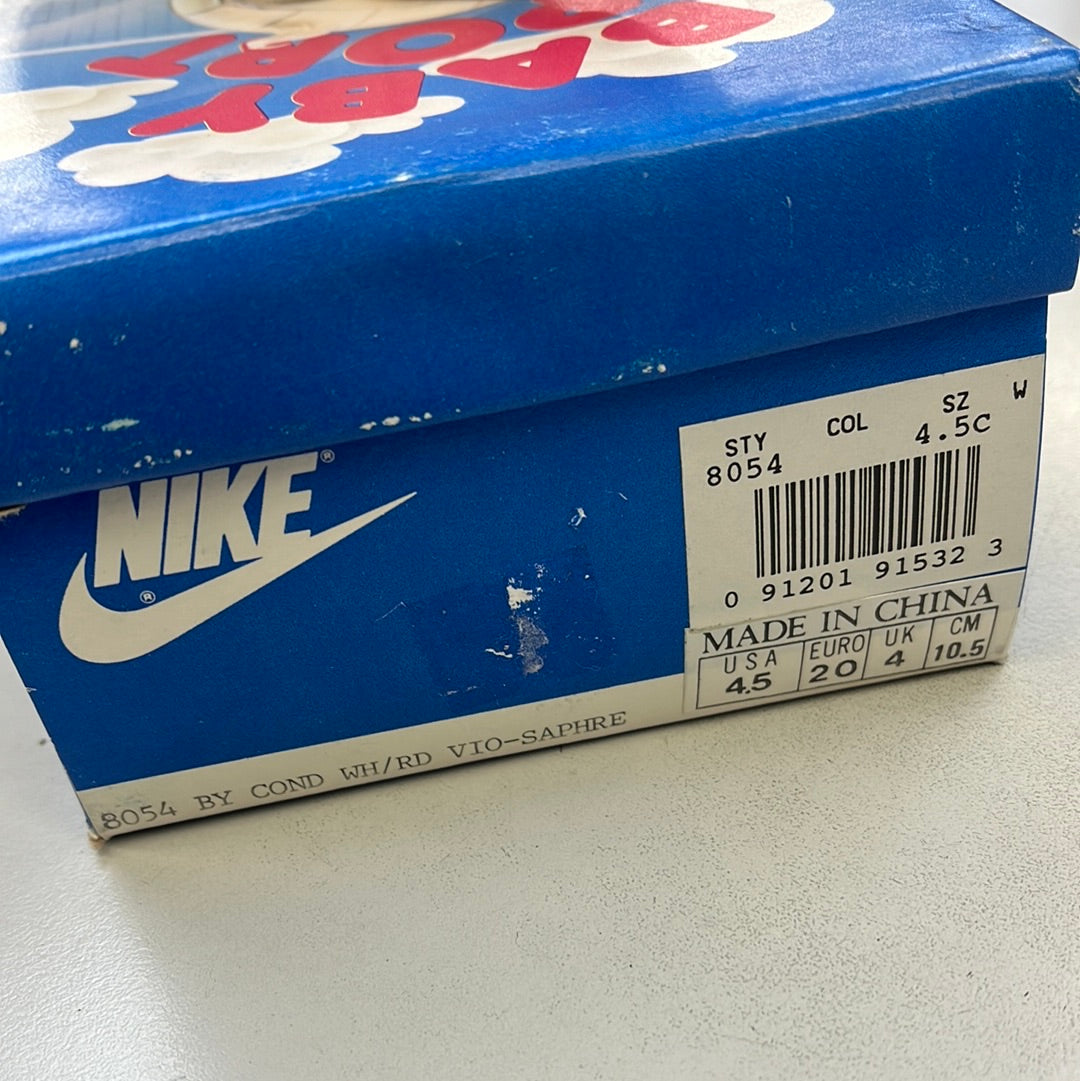 BABY
NIKE®
®
STY COL SZ W
8054 4.5C
0 91201 91532 3
MADE IN CHINA
USA EURO UK CM
4.5 20 4 10.5
8054 BY COND WH/RD VIO-SAPHRE